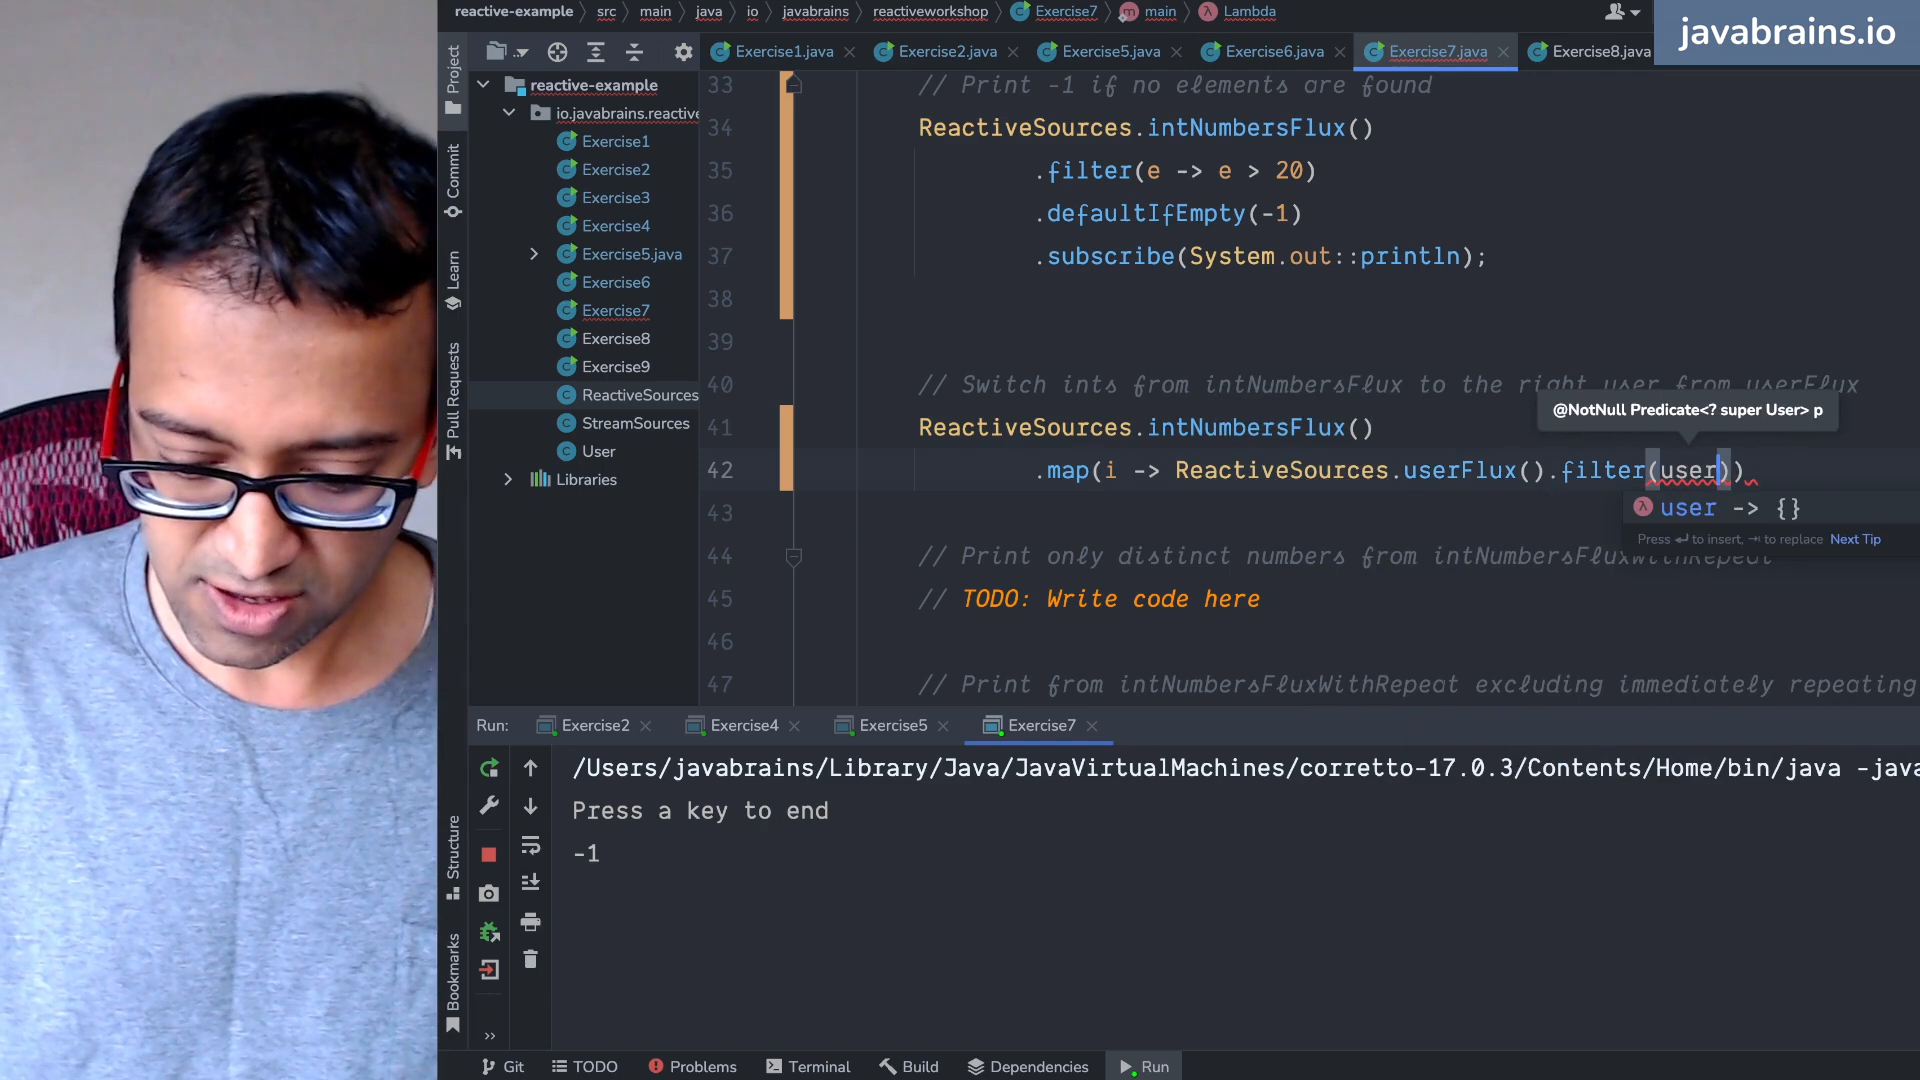 reactive-example > src > main > java > io > javabrains > reactiveworkshop > Exercise7 > main > Lambda
javabrains.io
Exercise1.java
Exercise2.java
Exercise5.java
Exercise6.java
Exercise7.java
Exercise8.java
Project
Commit
Learn
Pull Requests
Structure
Bookmarks
reactive-example
io.javabrains.reactive
Exercise1
Exercise2
Exercise3
Exercise4
Exercise5.java
Exercise6
Exercise7
Exercise8
Exercise9
ReactiveSources
StreamSources
User
Libraries
33 // Print -1 if no elements are found
34 ReactiveSources.intNumbersFlux()
35 .filter(e -> e > 20)
36 .defaultIfEmpty(-1)
37 .subscribe(System.out::println);
38
39
40 // Switch ints from intNumbersFlux to the right user from userFlux
@NotNull Predicate<? super User> p
41 ReactiveSources.intNumbersFlux()
42 .map(i -> ReactiveSources.userFlux().filter(user))
user -> {}
Press ↵ to insert, ⇥ to replace Next Tip
43
44 // Print only distinct numbers from intNumbersFluxWithRepeat
45 // TODO: Write code here
46
47 // Print from intNumbersFluxWithRepeat excluding immediately repeating
Run: Exercise2 Exercise4 Exercise5 Exercise7
/Users/javabrains/Library/Java/JavaVirtualMachines/corretto-17.0.3/Contents/Home/bin/java -java
Press a key to end
-1
Git TODO Problems Terminal Build Dependencies Run